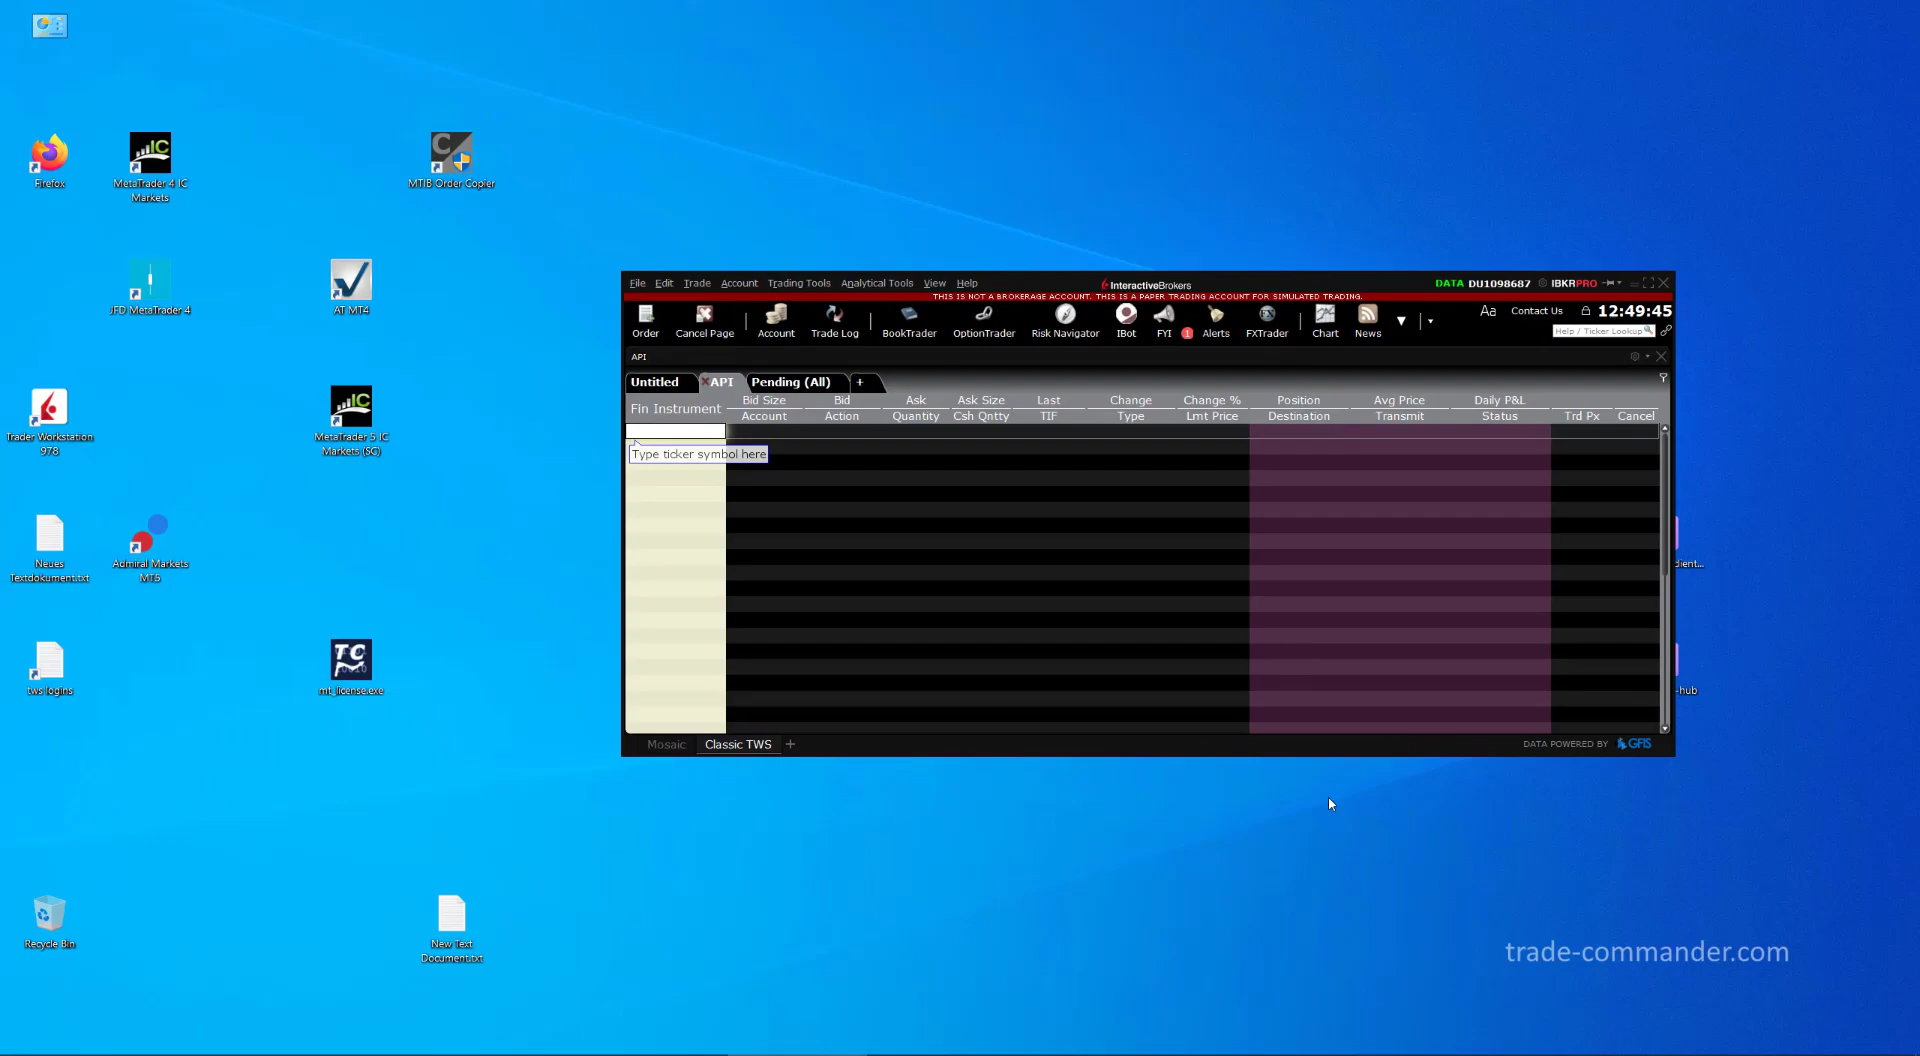 Firefox
MetaTrader 4 IC
Markets
MTIB Order Copier
JFD MetaTrader 4
AT MT4
Trader Workstation
978
MetaTrader 5 IC
Markets (SC)
Neues
Textdokument.txt
Admiral Markets
MT5
tws logins
mt_license.exe
Recycle Bin
New Text
Document.txt
File Edit Trade Account Trading Tools Analytical Tools View Help
InteractiveBrokers
DATA DU1098687 IBKRPRO
THIS IS NOT A BROKERAGE ACCOUNT. THIS IS A PAPER TRADING ACCOUNT FOR SIMULATED TRADING.
Order Cancel Page Account Trade Log BookTrader OptionTrader Risk Navigator IBot FYI 1 Alerts FXTrader Chart News
Aa Contact Us 12:49:45
Help / Ticker Lookup
API
Untitled API Pending (All) +
Fin Instrument
Bid Size Bid Ask Ask Size Last Change Change % Position Avg Price Daily P&L
Account Action Quantity Csh Qntty TIF Type Lmt Price Destination Transmit Status Trd Px Cancel
Type ticker symbol here
Mosaic Classic TWS +
DATA POWERED BY GFIS
dient...
-hub
trade-commander.com